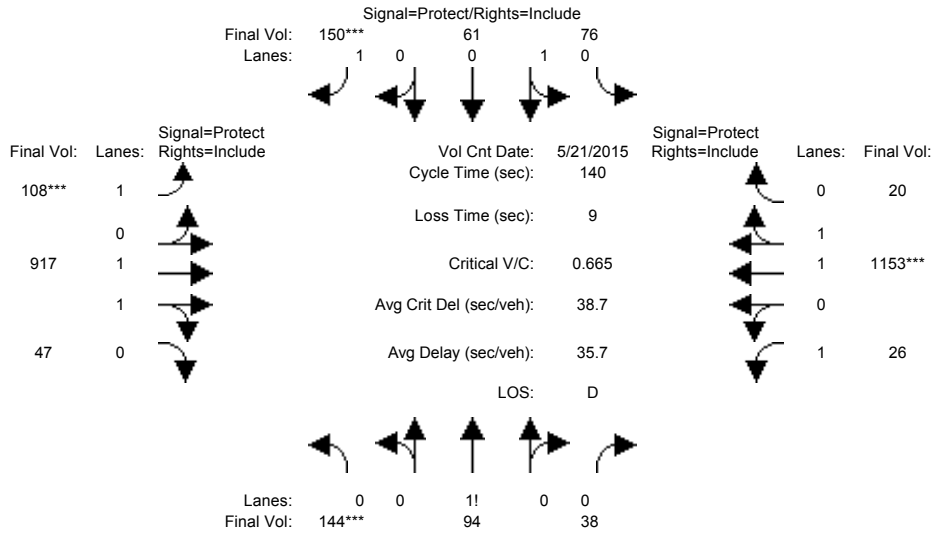 Signal=Protect/Rights=Include
Final Vol: 150*** 61 76
Lanes: 1 0 0 1 0
Signal=Protect Signal=Protect
Final Vol: Lanes: Rights=Include Vol Cnt Date: 5/21/2015 Rights=Include Lanes: Final Vol:
Cycle Time (sec): 140
108*** 1 0 20
Loss Time (sec): 9
0 1
917 1 Critical V/C: 0.665 1 1153***
1 Avg Crit Del (sec/veh): 38.7 0
47 0 Avg Delay (sec/veh): 35.7 1 26
LOS: D
Lanes: 0 0 1! 0 0
Final Vol: 144*** 94 38